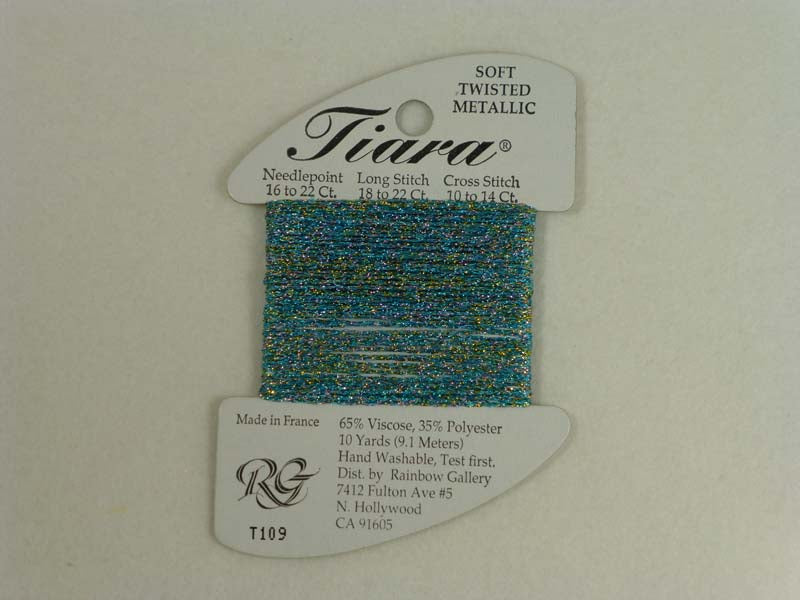 SOFT
TWISTED
METALLIC
Tiara®
Needlepoint Long Stitch Cross Stitch
16 to 22 Ct. 18 to 22 Ct. 10 to 14 Ct.
Made in France
RG
T109
65% Viscose, 35% Polyester
10 Yards (9.1 Meters)
Hand Washable, Test first.
Dist. by Rainbow Gallery
7412 Fulton Ave #5
N. Hollywood
CA 91605